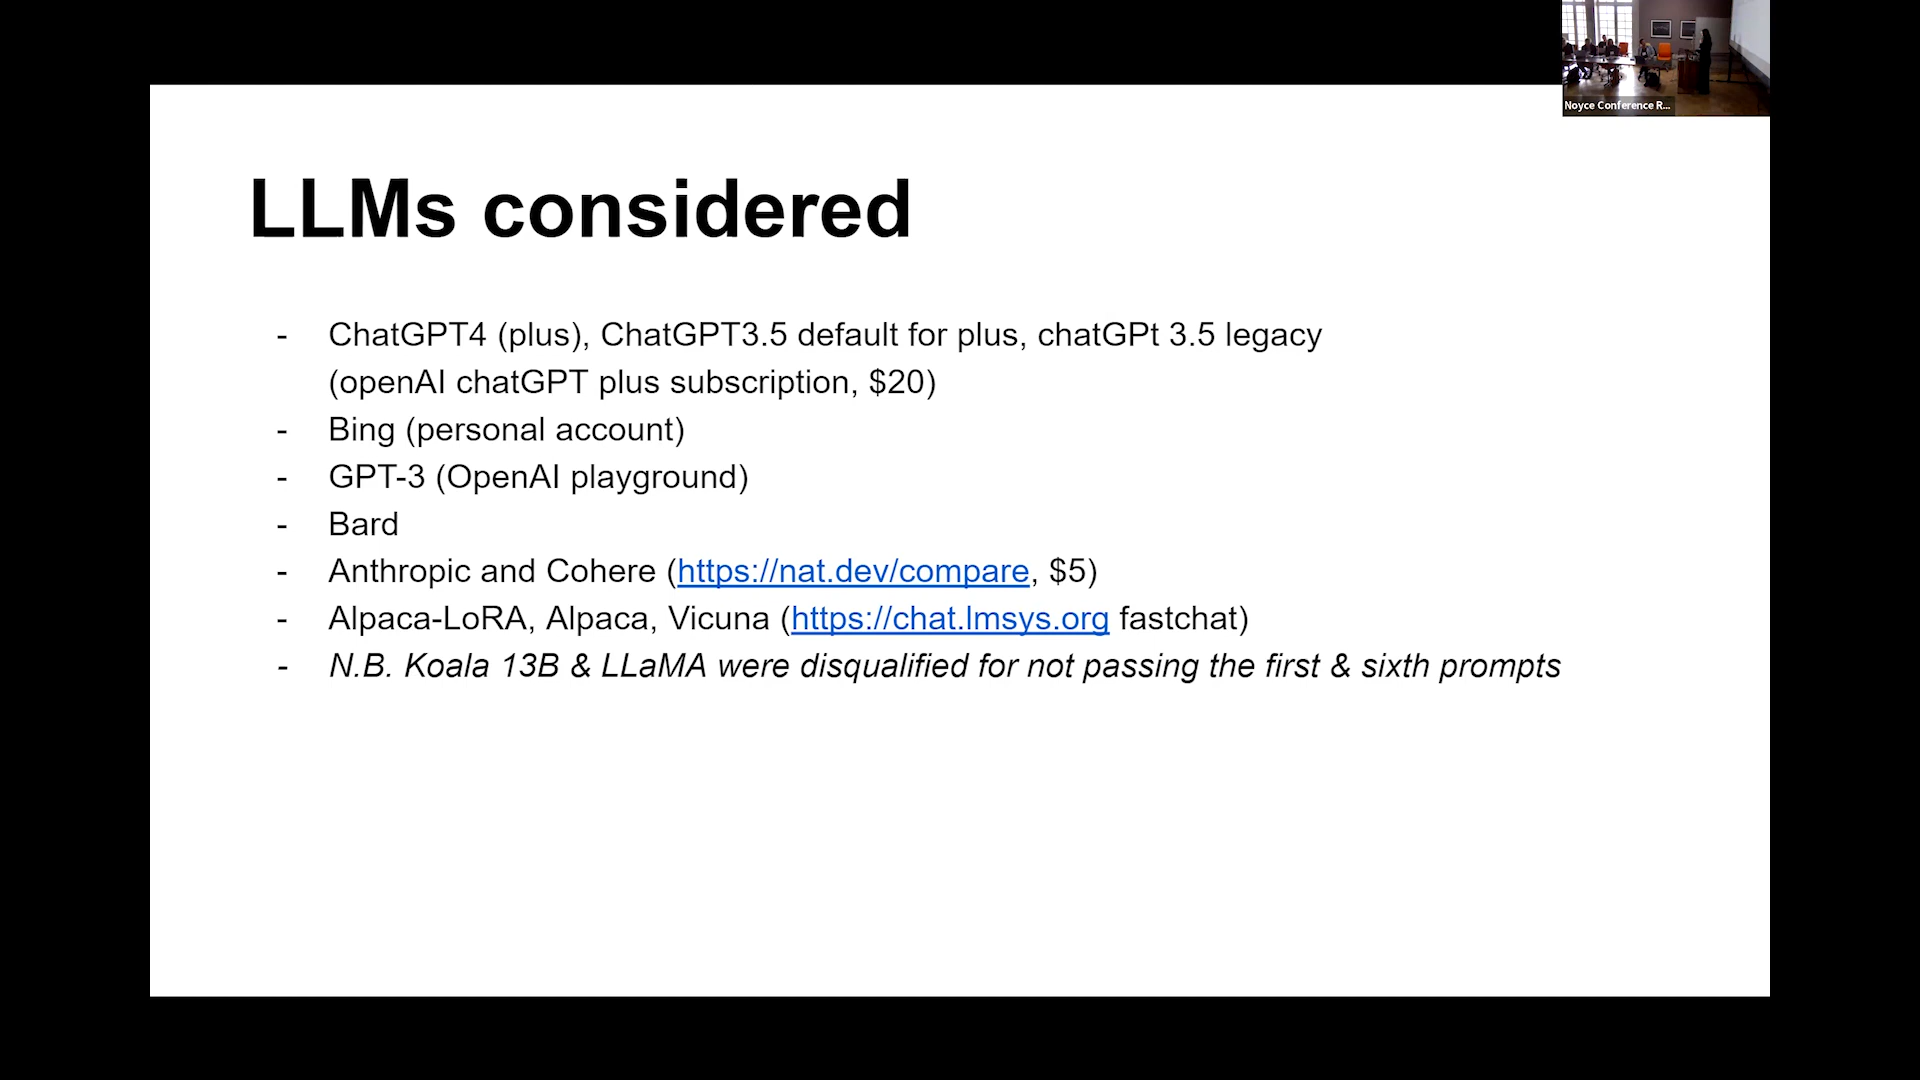 Noyce Conference R...
LLMs considered
- ChatGPT4 (plus), ChatGPT3.5 default for plus, chatGPt 3.5 legacy
(openAI chatGPT plus subscription, $20)
- Bing (personal account)
- GPT-3 (OpenAI playground)
- Bard
- Anthropic and Cohere (https://nat.dev/compare, $5)
- Alpaca-LoRA, Alpaca, Vicuna (https://chat.lmsys.org fastchat)
- N.B. Koala 13B & LLaMA were disqualified for not passing the first & sixth prompts